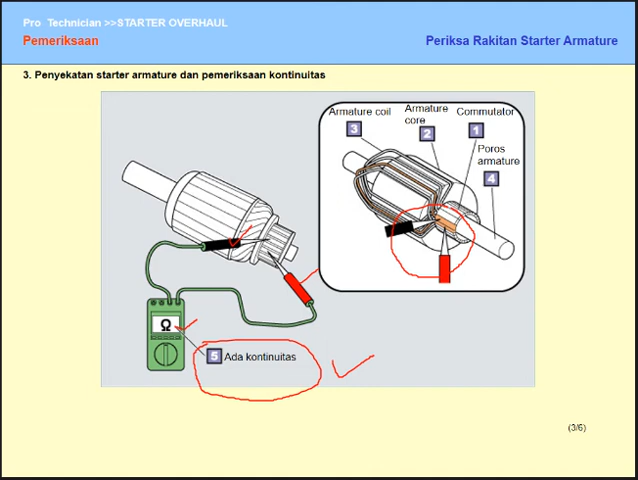 Pro Technician >>STARTER OVERHAUL
Pemeriksaan
Periksa Rakitan Starter Armature
3. Penyekatan starter armature dan pemeriksaan kontinuitas
Armature coil
Armature
core
Commutator
3
2
1
Poros
armature
4
Ω
5 Ada kontinuitas
(3/6)